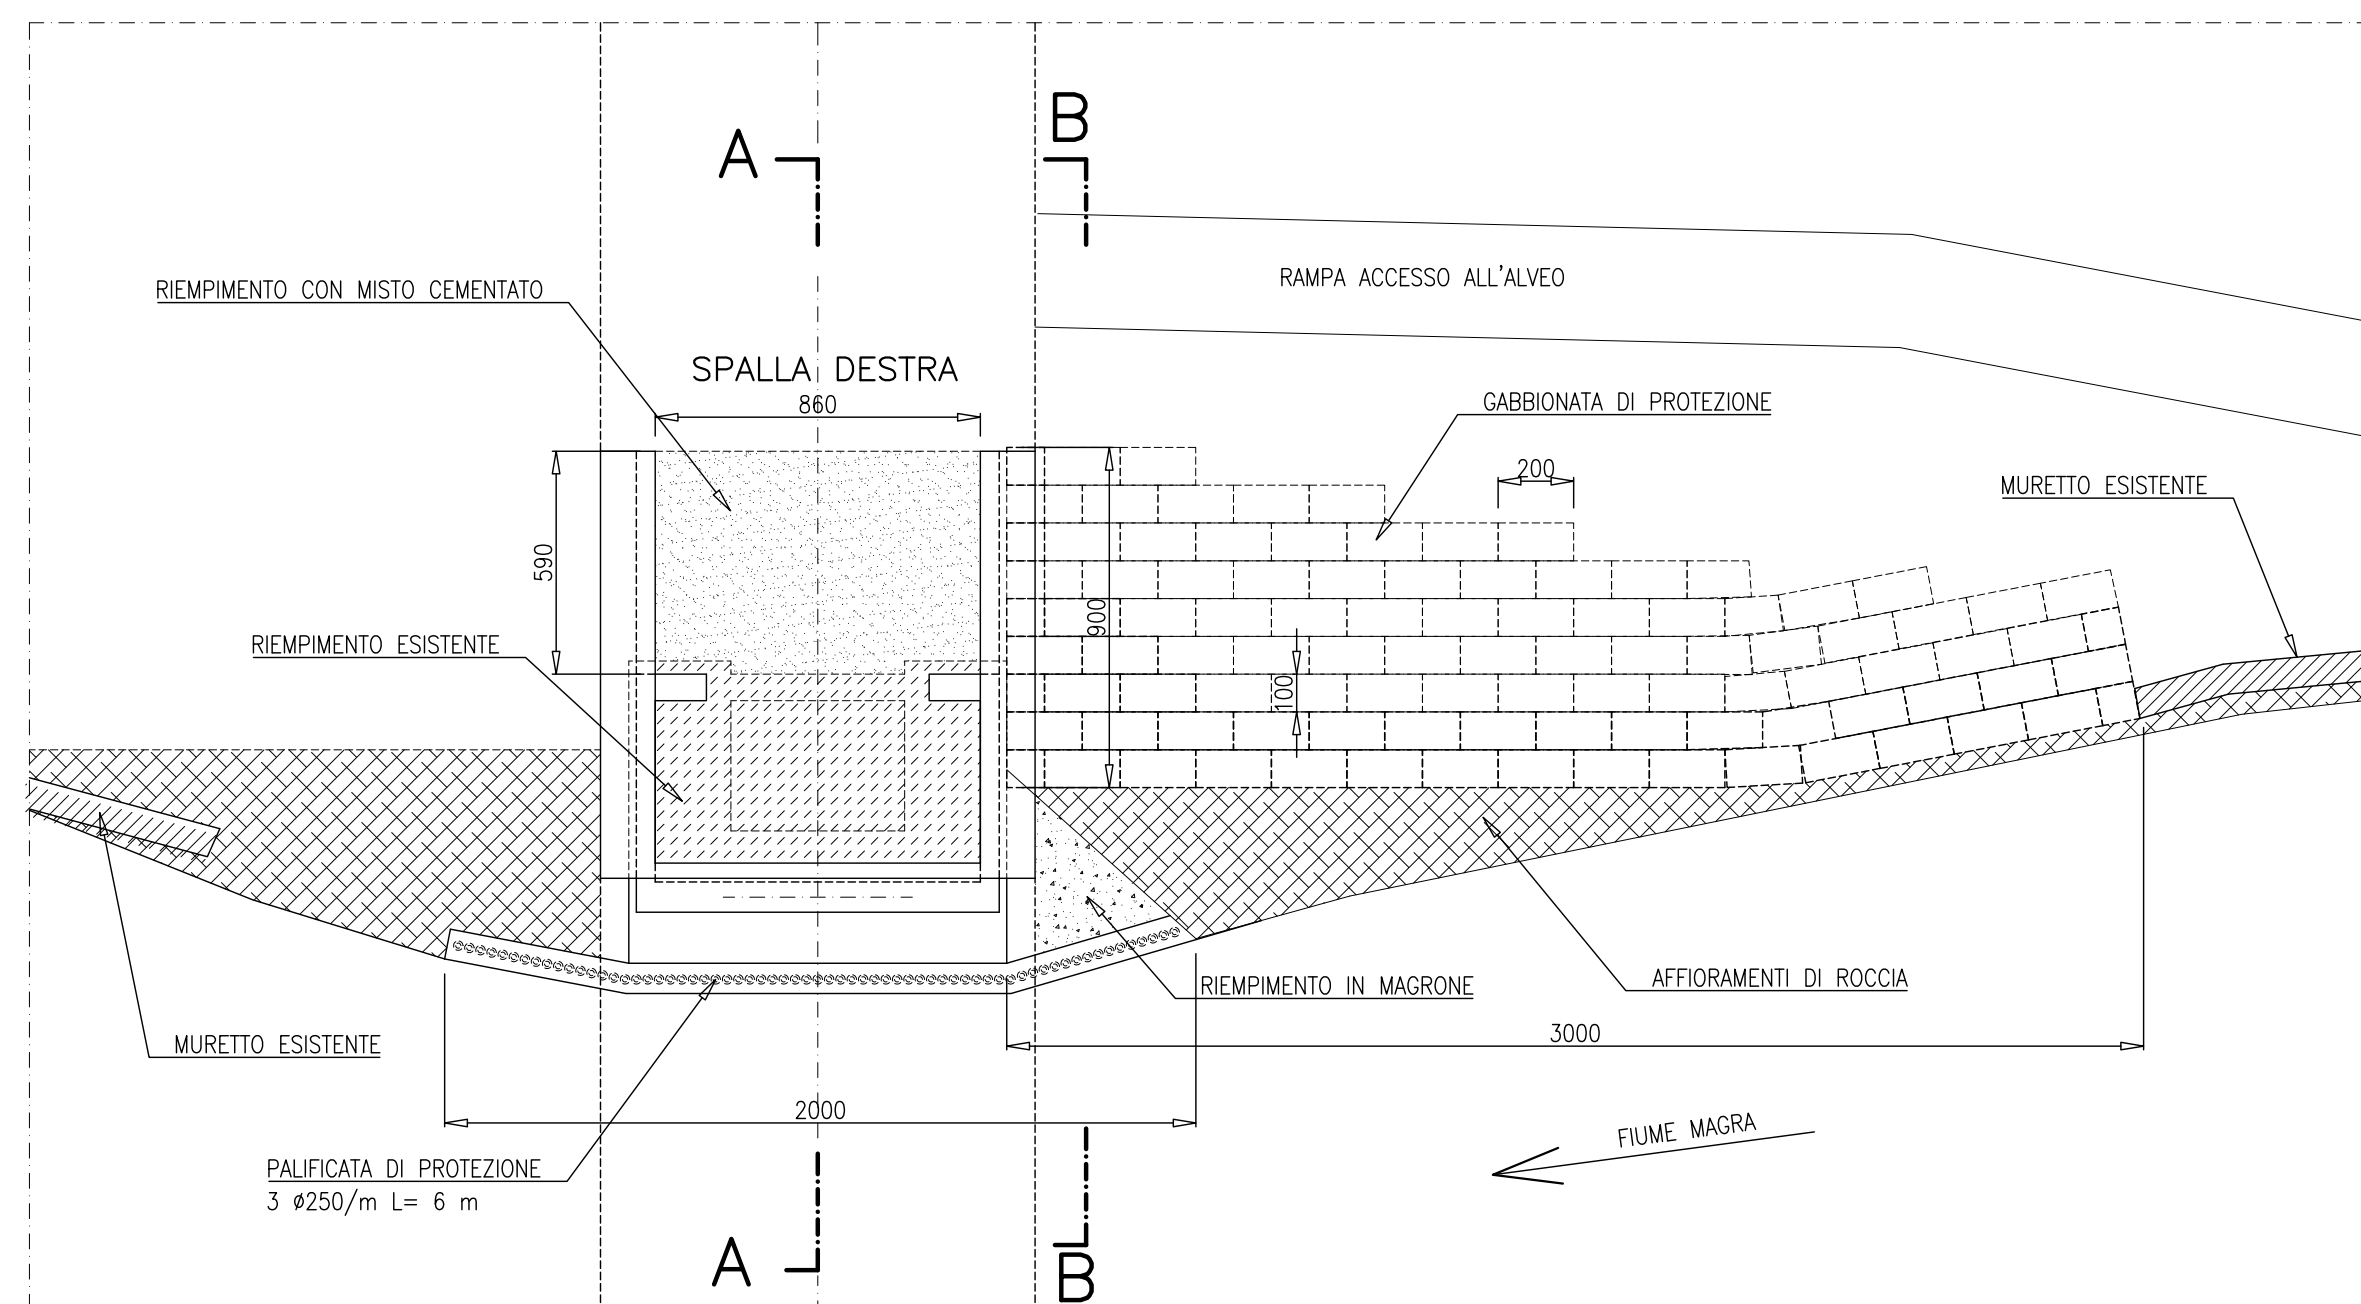 A
B
RAMPA ACCESSO ALL'ALVEO
RIEMPIMENTO CON MISTO CEMENTATO
SPALLA DESTRA
860
GABBIONATA DI PROTEZIONE
200
MURETTO ESISTENTE
590
900
RIEMPIMENTO ESISTENTE
100
RIEMPIMENTO IN MAGRONE
AFFIORAMENTI DI ROCCIA
MURETTO ESISTENTE
3000
2000
FIUME MAGRA
PALIFICATA DI PROTEZIONE
3 ø250/m L= 6 m
A
B